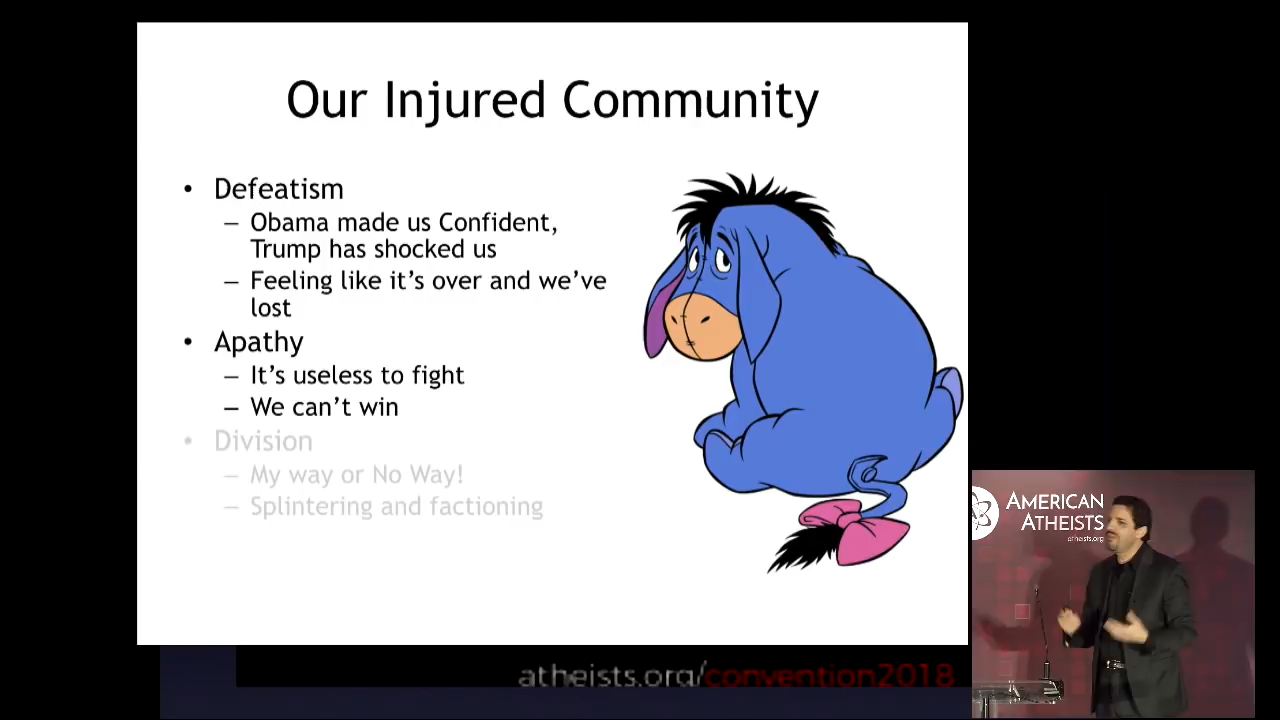 Our Injured Community
• Defeatism
– Obama made us Confident,
Trump has shocked us
– Feeling like it's over and we've
lost
• Apathy
– It's useless to fight
– We can't win
• Division
– My way or No Way!
– Splintering and factioning
AMERICAN
ATHEISTS
atheists.org
atheists.org/convention2018